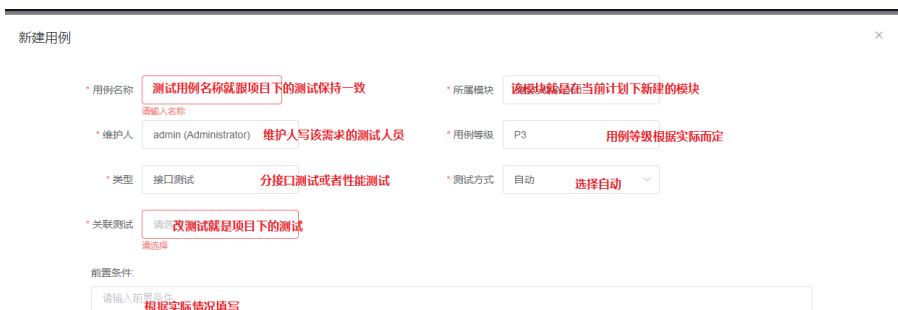 新建用例
* 用例名称 测试用例名称就跟项目下的测试保持一致 * 所属模块 该模块就是在当前计划下新建的模块
请输入名称
* 维护人 admin (Administrator) 维护人写该需求的测试人员 * 用例等级 P3 用例等级根据实际而定
* 类型 接口测试 分接口测试或者性能测试 * 测试方式 自动 选择自动
* 关联测试 请选 改测试就是项目下的测试
请选择
前置条件:
请输入前置条件 根据实际情况填写